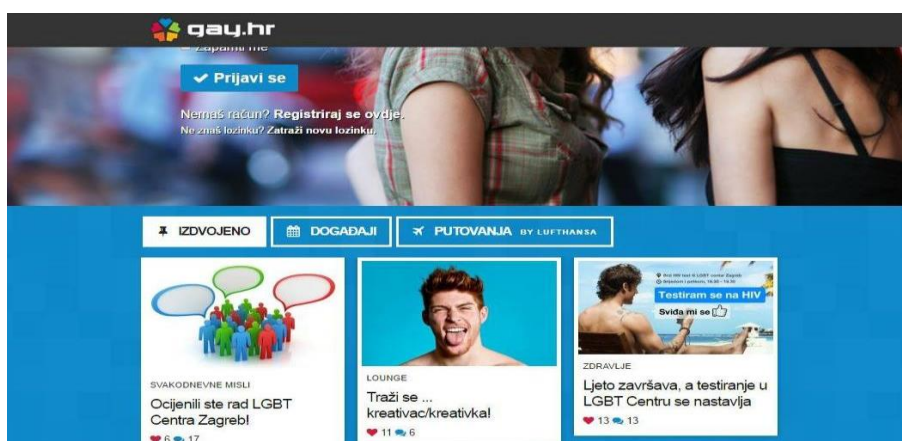 gay.hr
Zapamti me
Prijavi se
Nemaš račun? Registriraj se ovdje.
Ne znaš lozinku? Zatraži novu lozinku.
IZDVOJENO
DOGAĐAJI
PUTOVANJA BY LUFTHANSA
SVAKODNEVNE MISLI
Ocijenili ste rad LGBT
Centra Zagreb!
6 17
LOUNGE
Traži se ...
kreativac/kreativka!
11 6
Testiram se na HIV
Sviđa mi se
ZDRAVLJE
Ljeto završava, a testiranje u
LGBT Centru se nastavlja
13 13